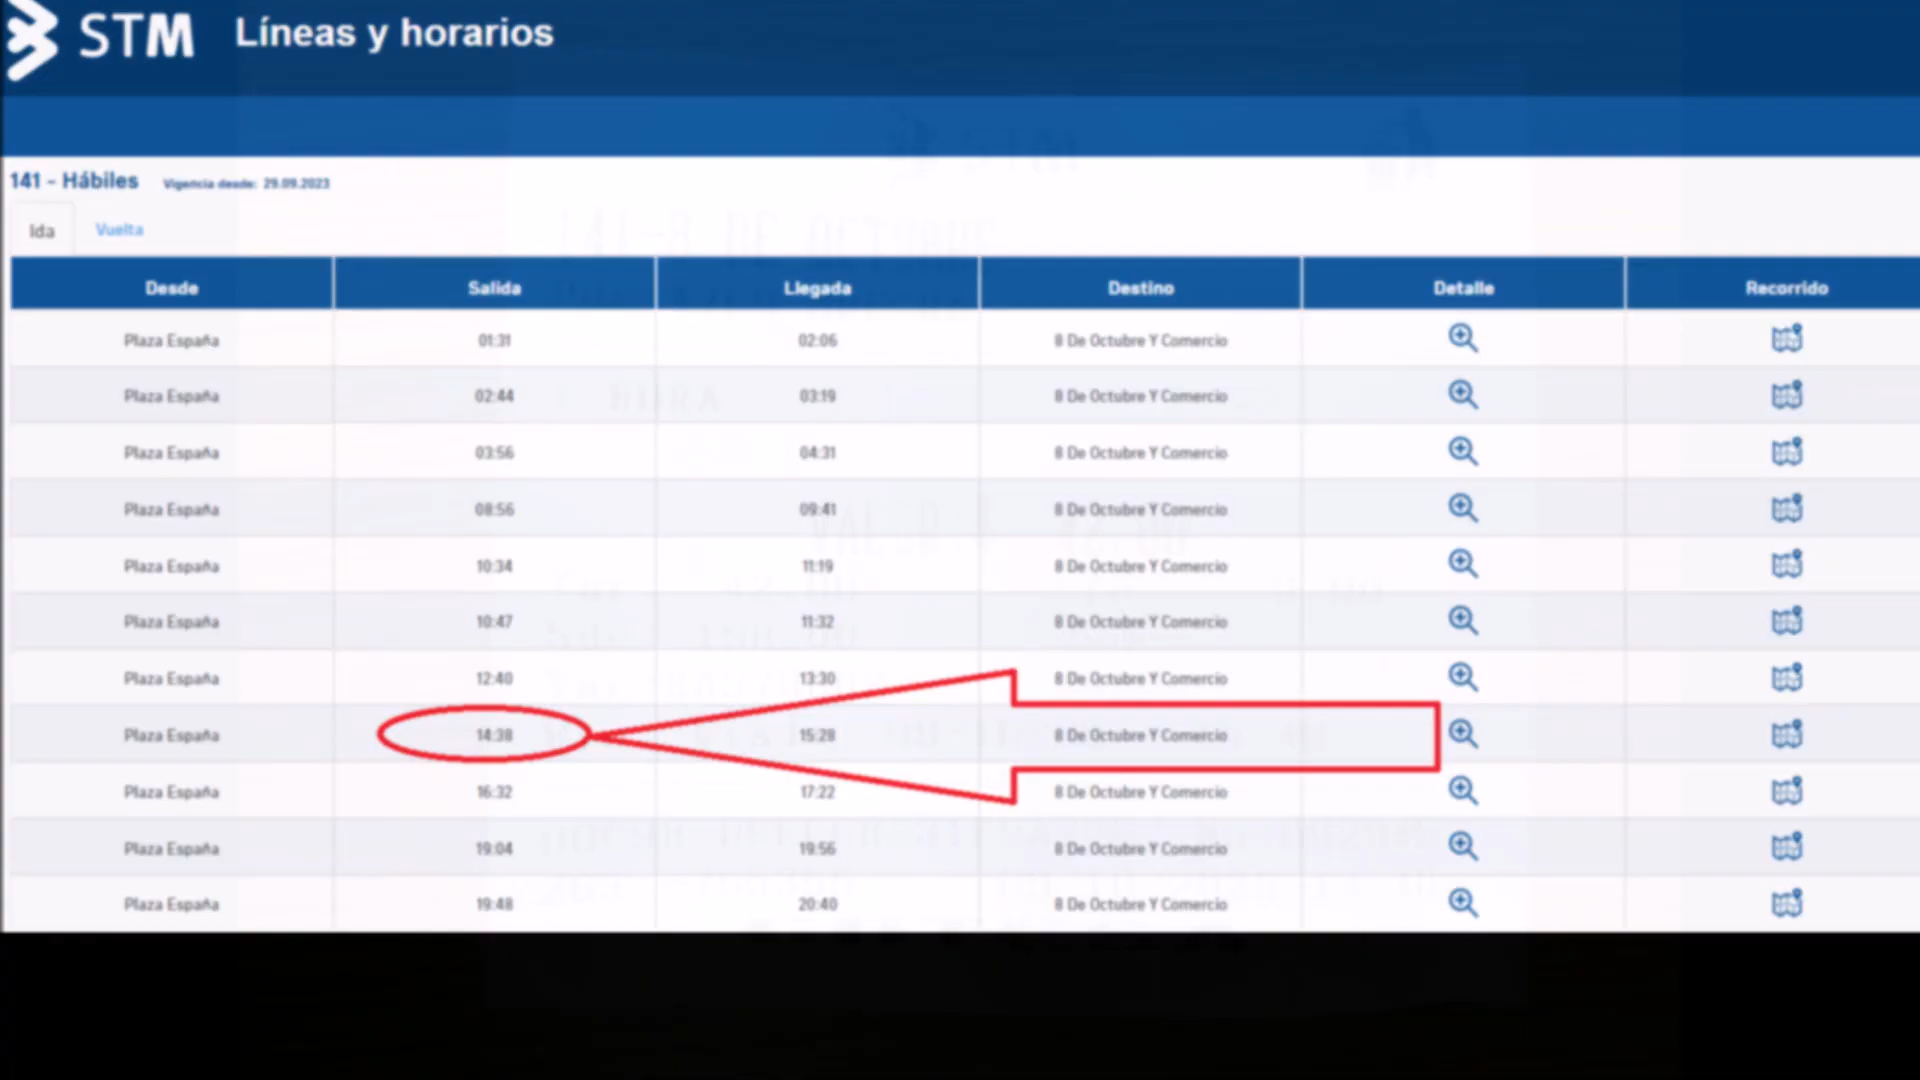 STM Líneas y horarios
141 - Hábiles Vigencia desde: 29.09.2023
Ida Vuelta
Desde Salida Llegada Destino Detalle Recorrido
Plaza España 01:31 02:06 8 De Octubre Y Comercio
Plaza España 02:44 03:19 8 De Octubre Y Comercio
Plaza España 03:56 04:31 8 De Octubre Y Comercio
Plaza España 08:56 09:41 8 De Octubre Y Comercio
Plaza España 10:34 11:19 8 De Octubre Y Comercio
Plaza España 10:47 11:32 8 De Octubre Y Comercio
Plaza España 12:40 13:30 8 De Octubre Y Comercio
Plaza España 14:38 15:28 8 De Octubre Y Comercio
Plaza España 16:32 17:22 8 De Octubre Y Comercio
Plaza España 19:04 19:56 8 De Octubre Y Comercio
Plaza España 19:48 20:40 8 De Octubre Y Comercio